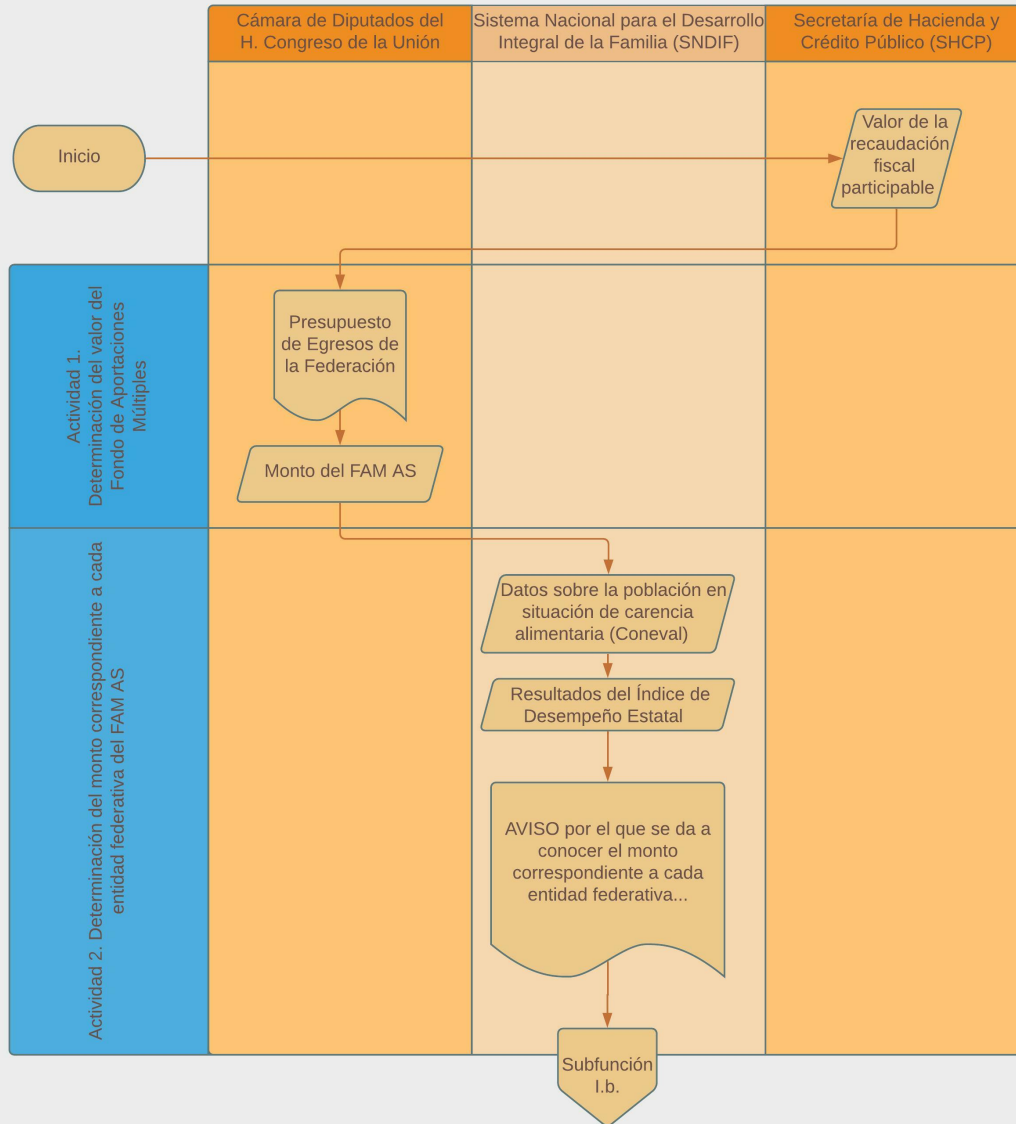 Cámara de Diputados del
H. Congreso de la Unión
Sistema Nacional para el Desarrollo
Integral de la Familia (SNDIF)
Secretaría de Hacienda y
Crédito Público (SHCP)
Inicio
Valor de la
recaudación
fiscal
participable
Actividad 1.
Determinación del valor del
Fondo de Aportaciones
Múltiples
Presupuesto
de Egresos de
la Federación
Monto del FAM AS
Actividad 2. Determinación del monto correspondiente a cada
entidad federativa del FAM AS
Datos sobre la población en
situación de carencia
alimentaria (Coneval)
Resultados del Índice de
Desempeño Estatal
AVISO por el que se da a
conocer el monto
correspondiente a cada
entidad federativa...
Subfunción
I.b.